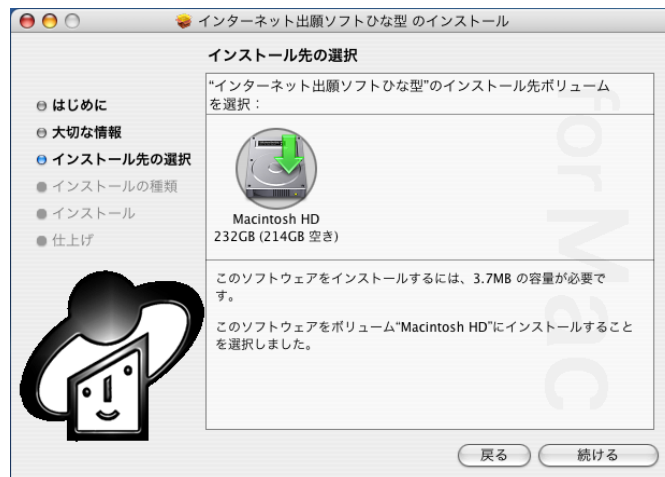 インターネット出願ソフトひな型 のインストール
インストール先の選択
はじめに
大切な情報
インストール先の選択
インストールの種類
インストール
仕上げ
“インターネット出願ソフトひな型”のインストール先ボリューム
を選択：
Macintosh HD
232GB (214GB 空き)
このソフトウェアをインストールするには、3.7MB の容量が必要で
す。
このソフトウェアをボリューム“Macintosh HD”にインストールすること
を選択しました。
for Mac
戻る
続ける